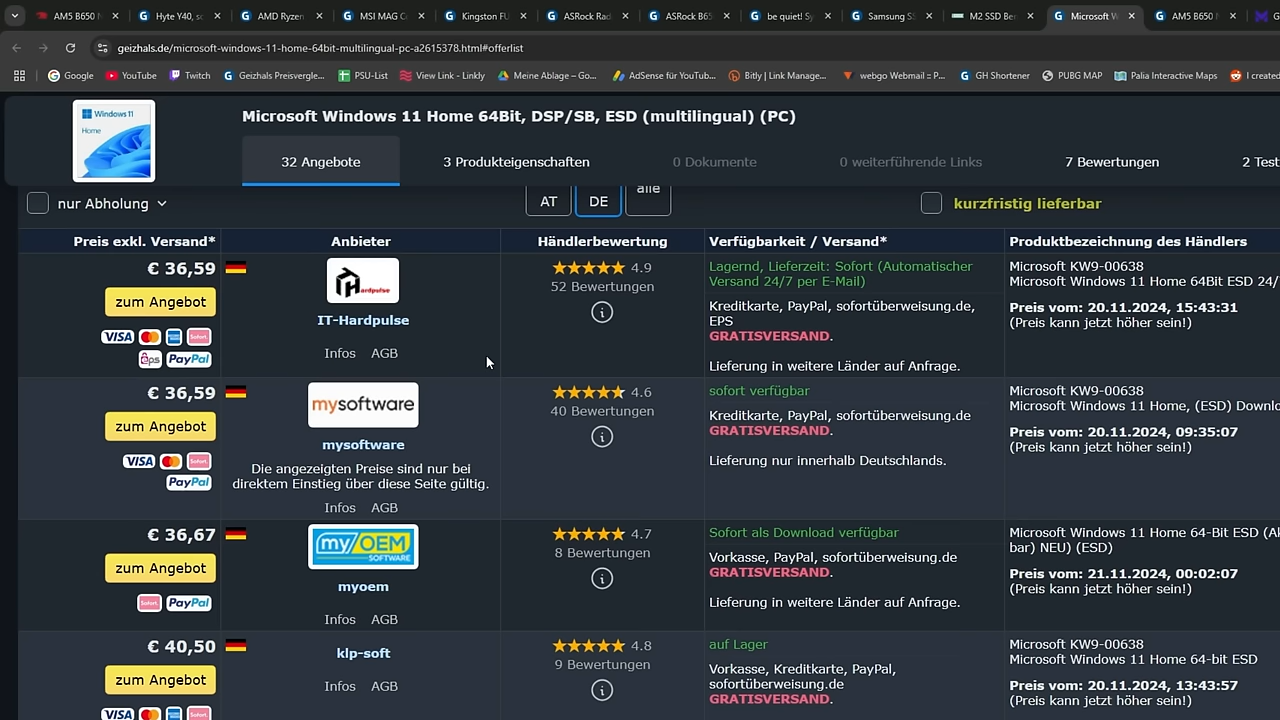 AM5 B650 M
Hyte Y40, sc
AMD Ryzen
MSI MAG C
Kingston FU
ASRock Rad
ASRock B65
be quiet! Sy
Samsung SS
M2 SSD Be
Microsoft W
AM5 B650 M
geizhals.de/microsoft-windows-11-home-64bit-multilingual-pc-a2615378.html#offerlist
Google
YouTube
Twitch
Geizhals Preisvergle...
PSU-List
View Link - Linkly
Meine Ablage – Go...
AdSense für YouTub...
Bitly | Link Manage...
webgo Webmail :: P...
GH Shortener
PUBG MAP
Palia Interactive Maps
I created
Windows 11
Home
Microsoft Windows 11 Home 64Bit, DSP/SB, ESD (multilingual) (PC)
32 Angebote
3 Produkteigenschaften
0 Dokumente
0 weiterführende Links
7 Bewertungen
2 Test
nur Abholung
AT
DE
alle
kurzfristig lieferbar
Preis exkl. Versand*
Anbieter
Händlerbewertung
Verfügbarkeit / Versand*
Produktbezeichnung des Händlers
€ 36,59
zum Angebot
VISA
Sofort.
eps
PayPal
Hardpulse
IT-Hardpulse
Infos AGB
4.9
52 Bewertungen
Lagernd, Lieferzeit: Sofort (Automatischer
Versand 24/7 per E-Mail)
Kreditkarte, PayPal, sofortüberweisung.de,
EPS
GRATISVERSAND.
Lieferung in weitere Länder auf Anfrage.
Microsoft KW9-00638
Microsoft Windows 11 Home 64Bit ESD 24/
Preis vom: 20.11.2024, 15:43:31
(Preis kann jetzt höher sein!)
€ 36,59
zum Angebot
VISA
Sofort.
PayPal
mysoftware
mysoftware
Die angezeigten Preise sind nur bei
direktem Einstieg über diese Seite gültig.
Infos AGB
4.6
40 Bewertungen
sofort verfügbar
Kreditkarte, PayPal, sofortüberweisung.de
GRATISVERSAND.
Lieferung nur innerhalb Deutschlands.
Microsoft KW9-00638
Microsoft Windows 11 Home, (ESD) Downlo
Preis vom: 20.11.2024, 09:35:07
(Preis kann jetzt höher sein!)
€ 36,67
zum Angebot
Sofort.
PayPal
my OEM
SOFTWARE
myoem
Infos AGB
4.7
8 Bewertungen
Sofort als Download verfügbar
Vorkasse, PayPal, sofortüberweisung.de
GRATISVERSAND.
Lieferung in weitere Länder auf Anfrage.
Microsoft Windows 11 Home 64-Bit ESD (Ak
bar) NEU) (ESD)
Preis vom: 21.11.2024, 00:02:07
(Preis kann jetzt höher sein!)
€ 40,50
zum Angebot
VISA
klp-soft
Infos AGB
4.8
9 Bewertungen
auf Lager
Vorkasse, Kreditkarte, PayPal,
sofortüberweisung.de
GRATISVERSAND.
Microsoft KW9-00638
Microsoft Windows 11 Home 64-bit ESD
Preis vom: 20.11.2024, 13:43:57
(Preis kann jetzt höher sein!)